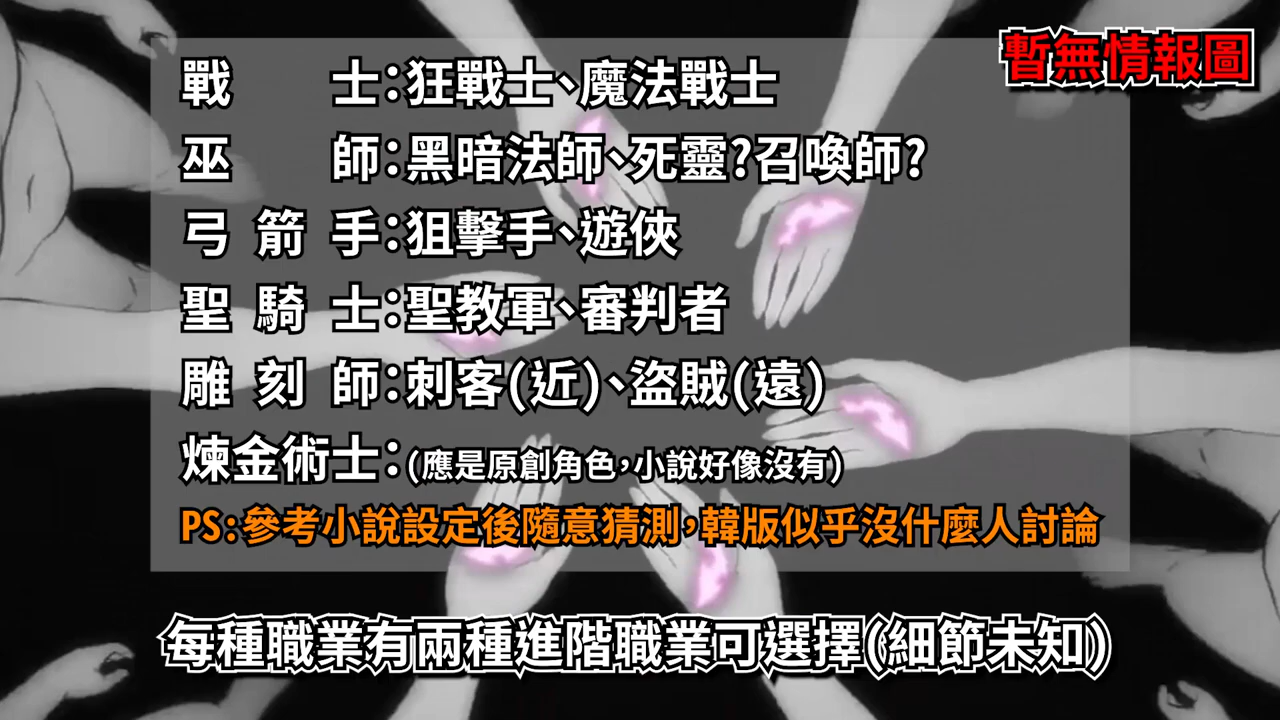 暫無情報圖
戰士:狂戰士、魔法戰士
巫師:黑暗法師、死靈?召喚師?
弓箭手:狙擊手、遊俠
聖騎士:聖教軍、審判者
雕刻師:刺客(近)、盜賊(遠)
煉金術士:(應是原創角色,小說好像沒有)
PS:參考小說設定後隨意猜測,韓版似乎沒什麼人討論
每種職業有兩種進階職業可選擇(細節未知)